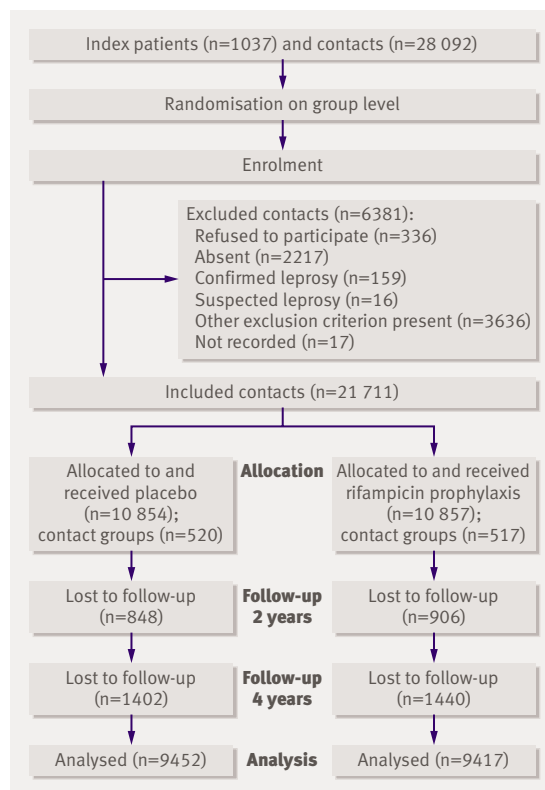 Index patients (n=1037) and contacts (n=28 092)
Randomisation on group level
Enrolment
Excluded contacts (n=6381):
Refused to participate (n=336)
Absent (n=2217)
Confirmed leprosy (n=159)
Suspected leprosy (n=16)
Other exclusion criterion present (n=3636)
Not recorded (n=17)
Included contacts (n=21 711)
Allocation
Allocated to and
received placebo
(n=10 854);
contact groups (n=520)
Allocated to and received
rifampicin prophylaxis
(n=10 857);
contact groups (n=517)
Lost to follow-up
(n=848)
Follow-up
2 years
Lost to follow-up
(n=906)
Lost to follow-up
(n=1402)
Follow-up
4 years
Lost to follow-up
(n=1440)
Analysed (n=9452)
Analysis
Analysed (n=9417)